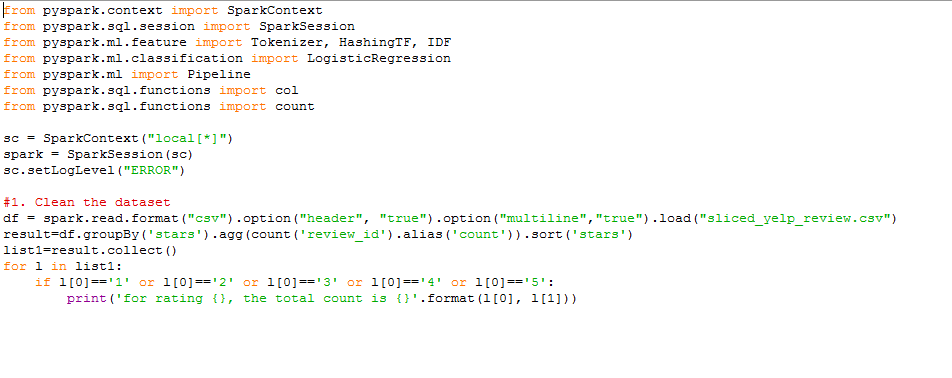 from pyspark.context import SparkContext
from pyspark.sql.session import SparkSession
from pyspark.ml.feature import Tokenizer, HashingTF, IDF
from pyspark.ml.classification import LogisticRegression
from pyspark.ml import Pipeline
from pyspark.sql.functions import col
from pyspark.sql.functions import count

sc = SparkContext("local[*]")
spark = SparkSession(sc)
sc.setLogLevel("ERROR")

#1. Clean the dataset
df = spark.read.format("csv").option("header", "true").option("multiline","true").load("sliced_yelp_review.csv")
result=df.groupBy('stars').agg(count('review_id').alias('count')).sort('stars')
list1=result.collect()
for l in list1:
    if l[0]=='1' or l[0]=='2' or l[0]=='3' or l[0]=='4' or l[0]=='5':
        print('for rating {}, the total count is {}'.format(l[0], l[1]))